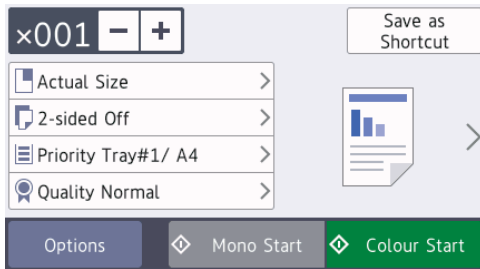 ×001 − +
Save as
Shortcut
Actual Size
2-sided Off
Priority Tray#1/ A4
Quality Normal
Options
Mono Start
Colour Start